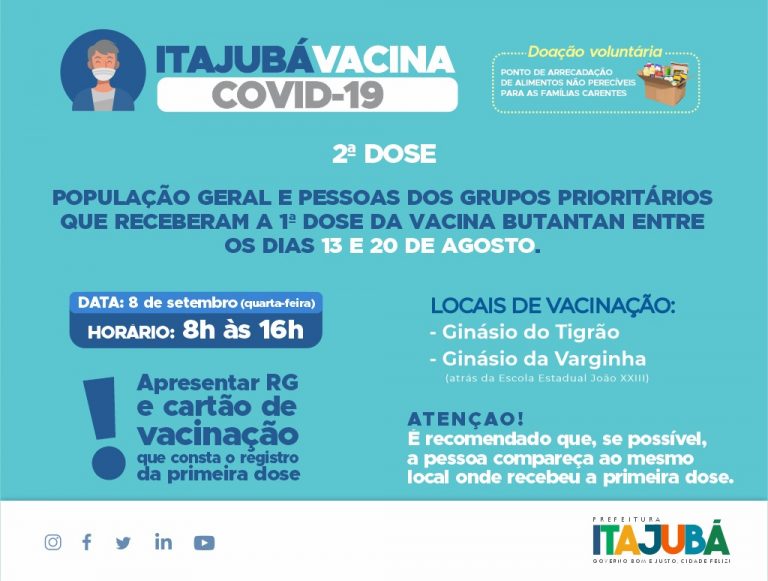 ITAJUBÁ VACINA
COVID-19
Doação voluntária
PONTO DE ARRECADAÇÃO
DE ALIMENTOS NÃO PERECÍVEIS
PARA AS FAMÍLIAS CARENTES
2ª DOSE
POPULAÇÃO GERAL E PESSOAS DOS GRUPOS PRIORITÁRIOS
QUE RECEBERAM A 1ª DOSE DA VACINA BUTANTAN ENTRE
OS DIAS 13 E 20 DE AGOSTO.
DATA: 8 de setembro (quarta-feira)
HORÁRIO: 8h às 16h
LOCAIS DE VACINAÇÃO:
- Ginásio do Tigrão
- Ginásio da Varginha
(atrás da Escola Estadual João XXIII)
! Apresentar RG
e cartão de
vacinação
que consta o registro
da primeira dose
ATENÇAO!
É recomendado que, se possível,
a pessoa compareça ao mesmo
local onde recebeu a primeira dose.
PREFEITURA
ITAJUBÁ
GOVERNO BOM E JUSTO, CIDADE FELIZ!